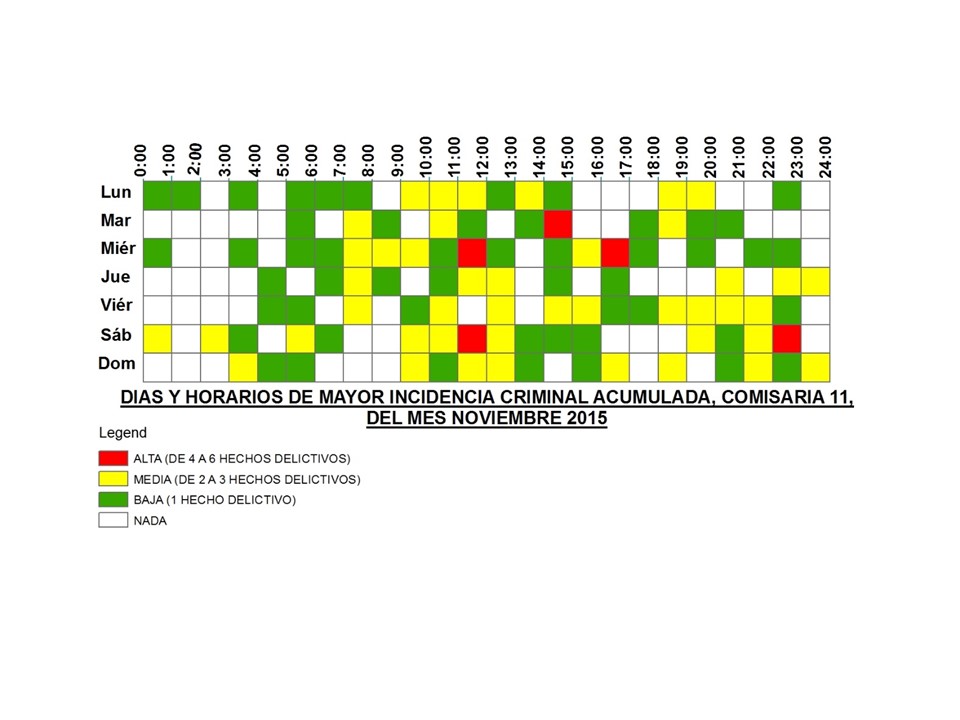 0:00 1:00 2:00 3:00 4:00 5:00 6:00 7:00 8:00 9:00 10:00 11:00 12:00 13:00 14:00 15:00 16:00 17:00 18:00 19:00 20:00 21:00 22:00 23:00 24:00
Lun
Mar
Miér
Jue
Viér
Sáb
Dom
DIAS Y HORARIOS DE MAYOR INCIDENCIA CRIMINAL ACUMULADA, COMISARIA 11,
DEL MES NOVIEMBRE 2015
Legend
ALTA (DE 4 A 6 HECHOS DELICTIVOS)
MEDIA (DE 2 A 3 HECHOS DELICTIVOS)
BAJA (1 HECHO DELICTIVO)
NADA